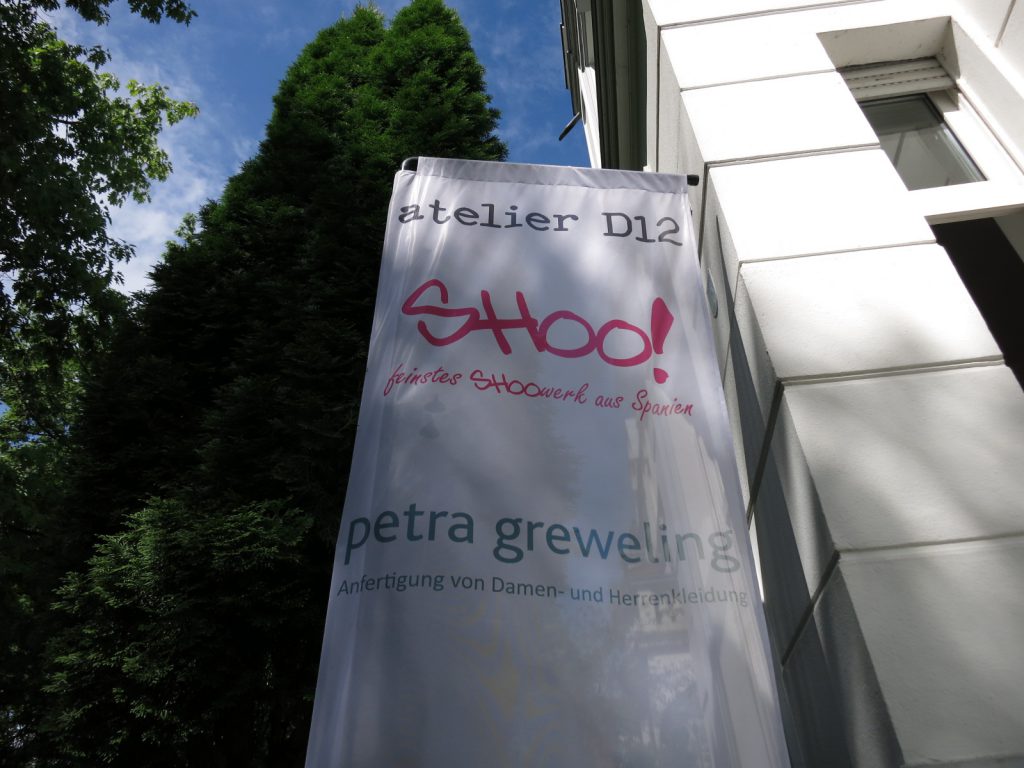 atelier D12
SHOO!
feinstes SHOOwerk aus Spanien
petra greweling
Anfertigung von Damen- und Herrenkleidung